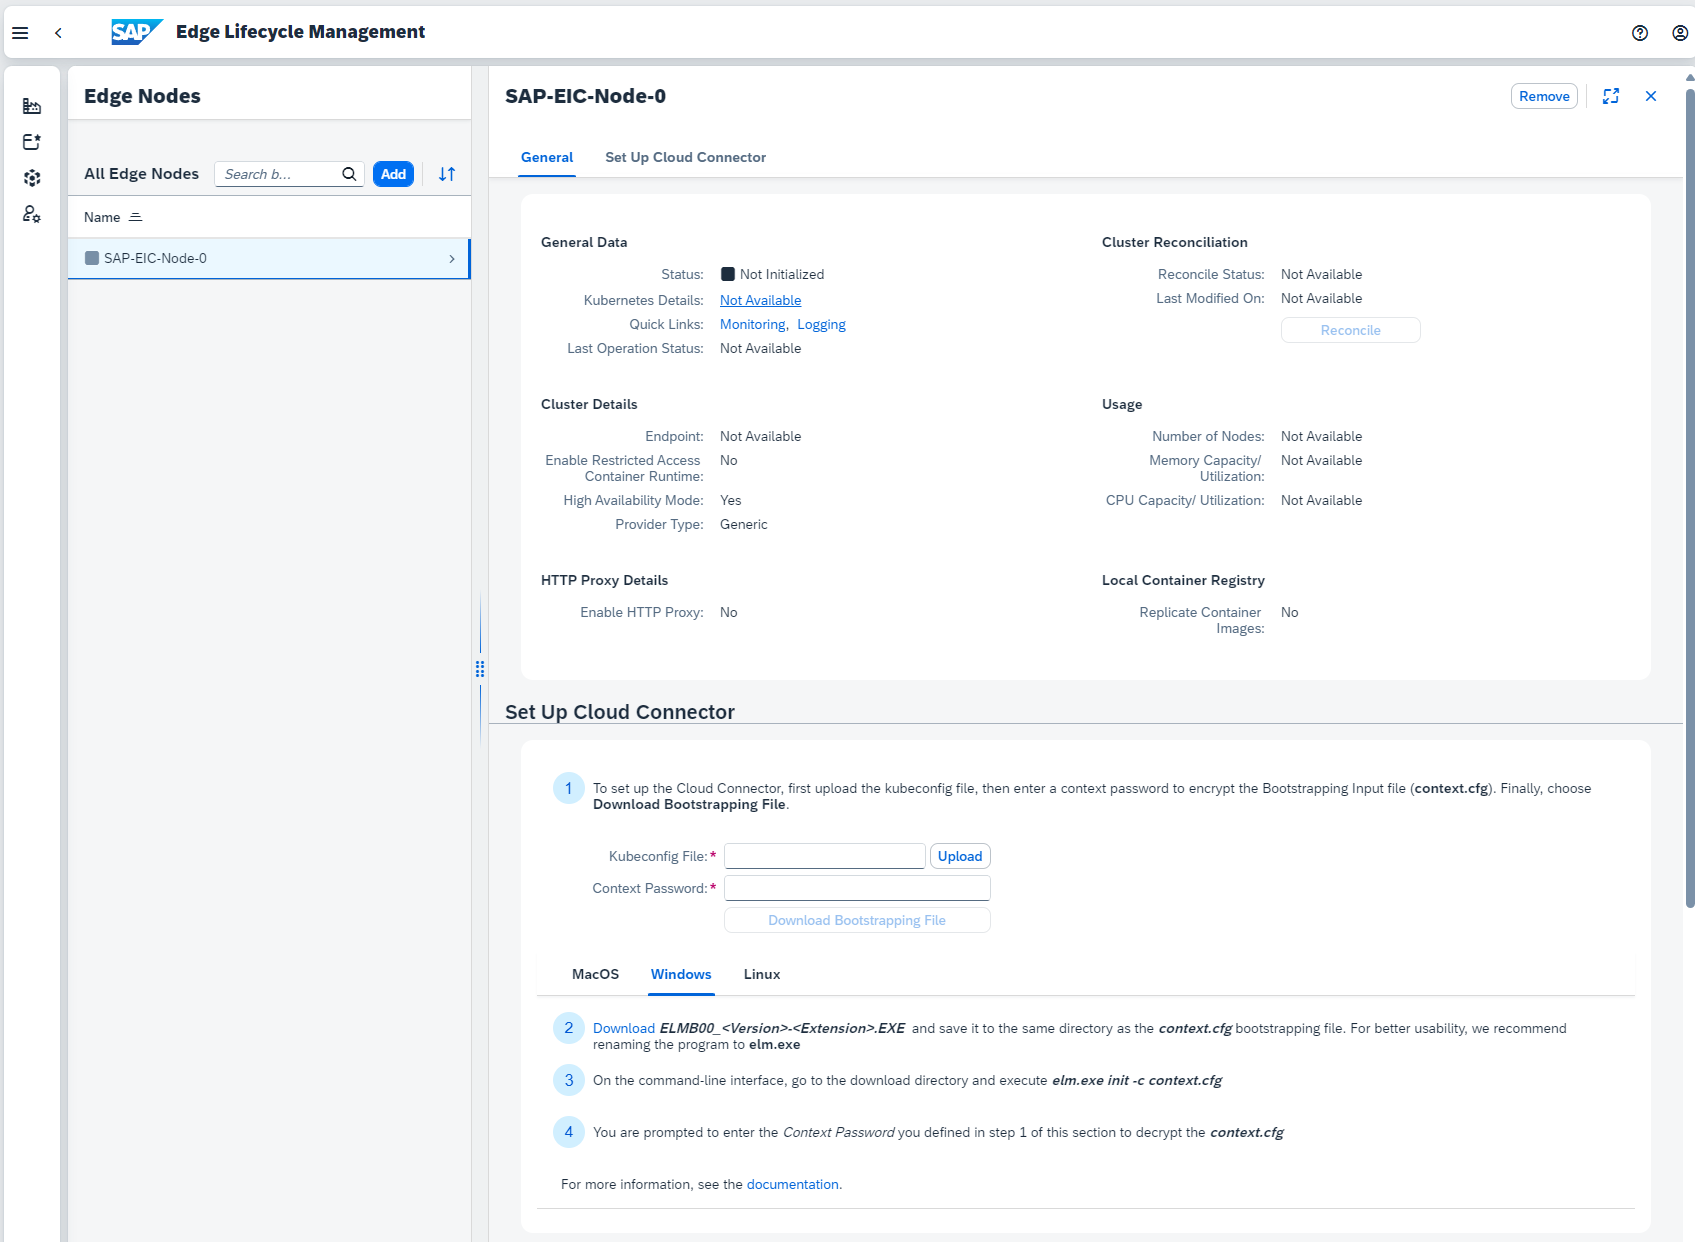 SAP Edge Lifecycle Management
Edge Nodes
All Edge Nodes Search b... Add
Name
SAP-EIC-Node-0
SAP-EIC-Node-0 Remove
General Set Up Cloud Connector
General Data
Status: Not Initialized
Kubernetes Details: Not Available
Quick Links: Monitoring, Logging
Last Operation Status: Not Available
Cluster Reconciliation
Reconcile Status: Not Available
Last Modified On: Not Available
Reconcile
Cluster Details
Endpoint: Not Available
Enable Restricted Access No
Container Runtime:
High Availability Mode: Yes
Provider Type: Generic
Usage
Number of Nodes: Not Available
Memory Capacity/ Not Available
Utilization:
CPU Capacity/ Utilization: Not Available
HTTP Proxy Details
Enable HTTP Proxy: No
Local Container Registry
Replicate Container No
Images:
Set Up Cloud Connector
1 To set up the Cloud Connector, first upload the kubeconfig file, then enter a context password to encrypt the Bootstrapping Input file (context.cfg). Finally, choose
Download Bootstrapping File.
Kubeconfig File:* Upload
Context Password:*
Download Bootstrapping File
MacOS Windows Linux
2 Download ELMB00_<Version>-<Extension>.EXE and save it to the same directory as the context.cfg bootstrapping file. For better usability, we recommend
renaming the program to elm.exe
3 On the command-line interface, go to the download directory and execute elm.exe init -c context.cfg
4 You are prompted to enter the Context Password you defined in step 1 of this section to decrypt the context.cfg
For more information, see the documentation.